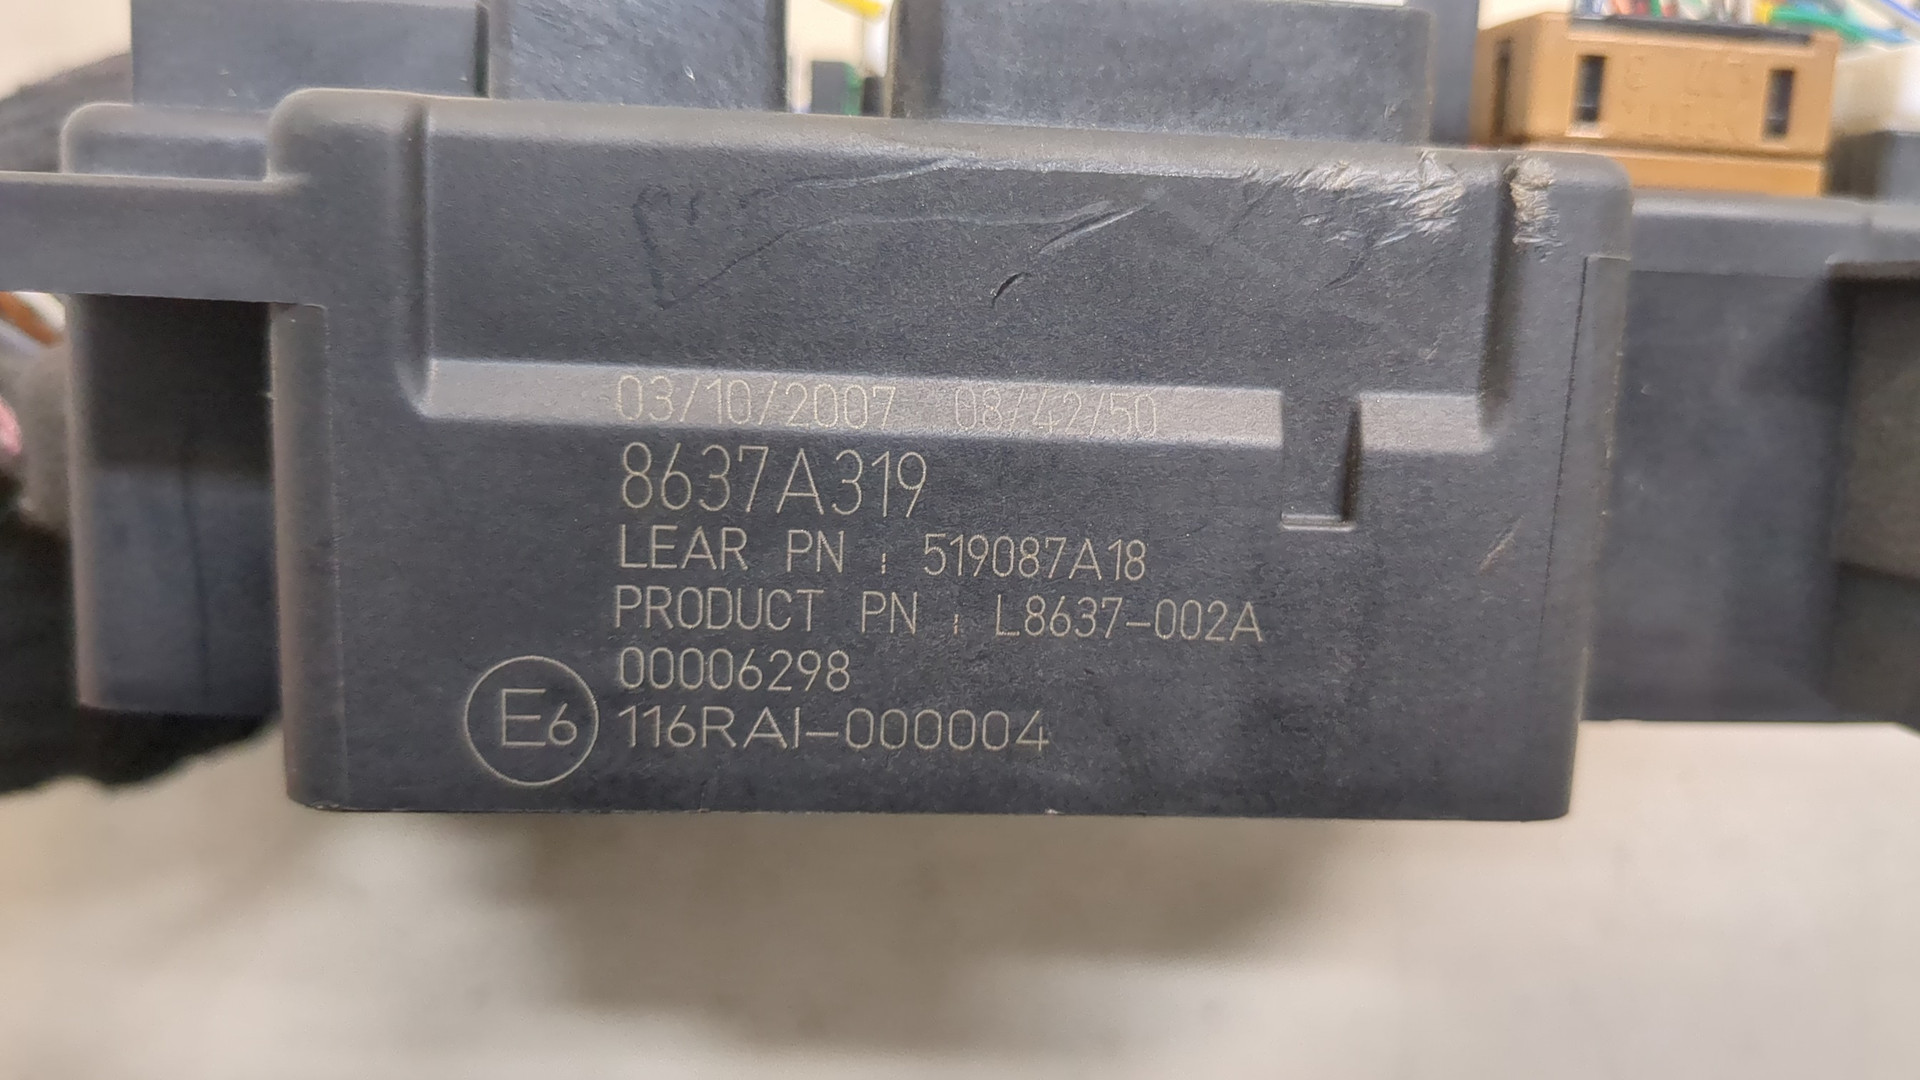 03/10/2007 08/42/50
8637A319
LEAR PN : 519087A18
PRODUCT PN : L8637-002A
00006298
E6 116RAI-000004